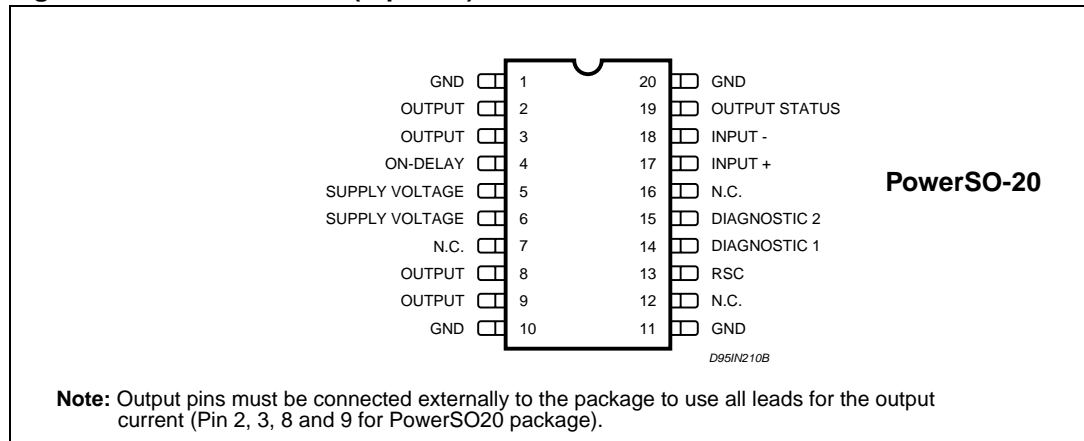 GND 1 20 GND
OUTPUT 2 19 OUTPUT STATUS
OUTPUT 3 18 INPUT -
ON-DELAY 4 17 INPUT +
SUPPLY VOLTAGE 5 16 N.C.
PowerSO-20
SUPPLY VOLTAGE 6 15 DIAGNOSTIC 2
N.C. 7 14 DIAGNOSTIC 1
OUTPUT 8 13 RSC
OUTPUT 9 12 N.C.
GND 10 11 GND
D95IN210B
Note: Output pins must be connected externally to the package to use all leads for the output
current (Pin 2, 3, 8 and 9 for PowerSO20 package).